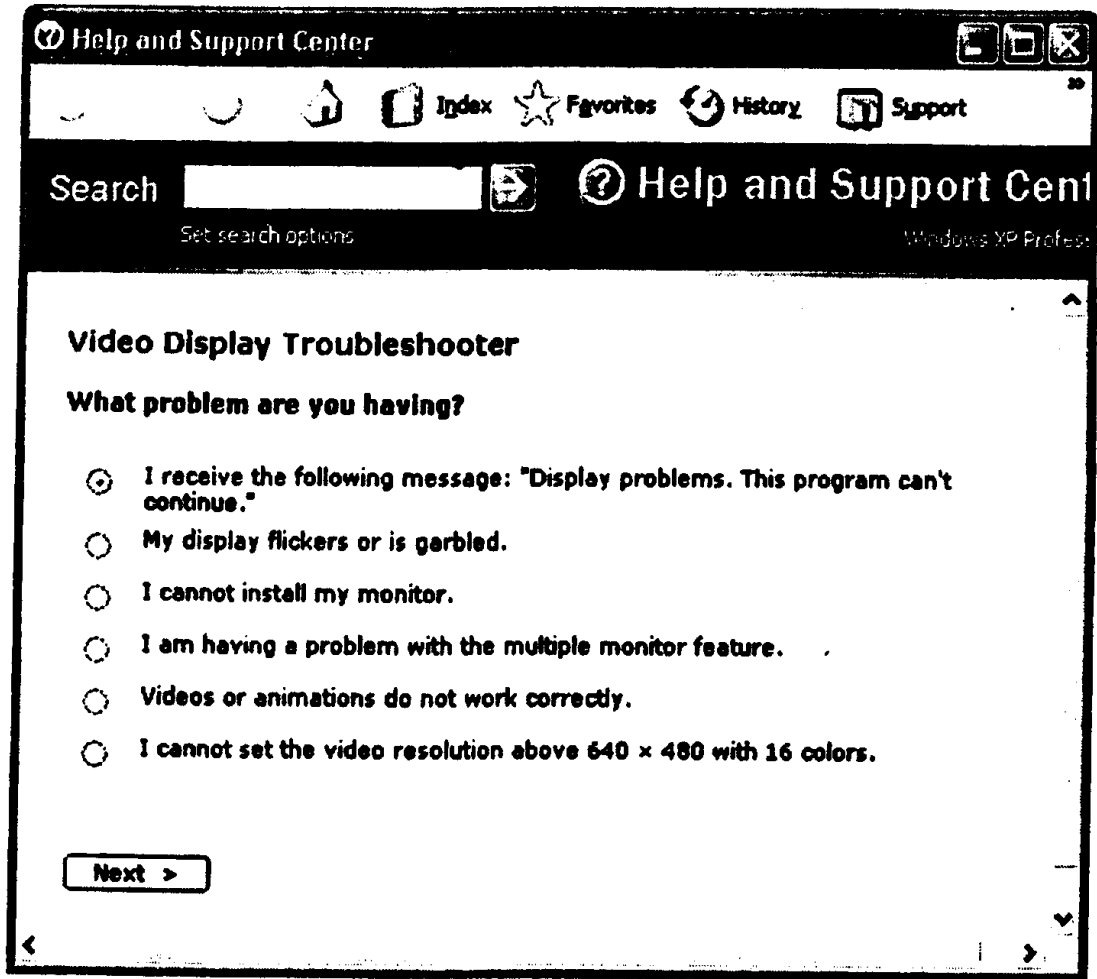 Help and Support Center
Index Favorites History Support
Search
Help and Support Cent
Set search options
Windows XP Profes
Video Display Troubleshooter
What problem are you having?
I receive the following message: "Display problems. This program can't
continue."
My display flickers or is garbled.
I cannot install my monitor.
I am having a problem with the multiple monitor feature.
Videos or animations do not work correctly.
I cannot set the video resolution above 640 × 480 with 16 colors.
Next >